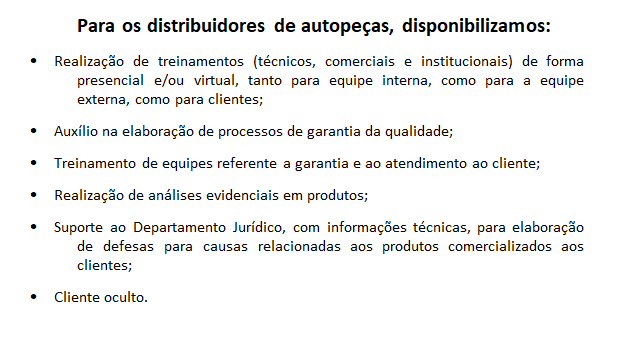 Para os distribuidores de autopeças, disponibilizamos:
• Realização de treinamentos (técnicos, comerciais e institucionais) de forma
presencial e/ou virtual, tanto para equipe interna, como para a equipe
externa, como para clientes;
• Auxílio na elaboração de processos de garantia da qualidade;
• Treinamento de equipes referente a garantia e ao atendimento ao cliente;
• Realização de análises evidenciais em produtos;
• Suporte ao Departamento Jurídico, com informações técnicas, para elaboração
de defesas para causas relacionadas aos produtos comercializados aos
clientes;
• Cliente oculto.